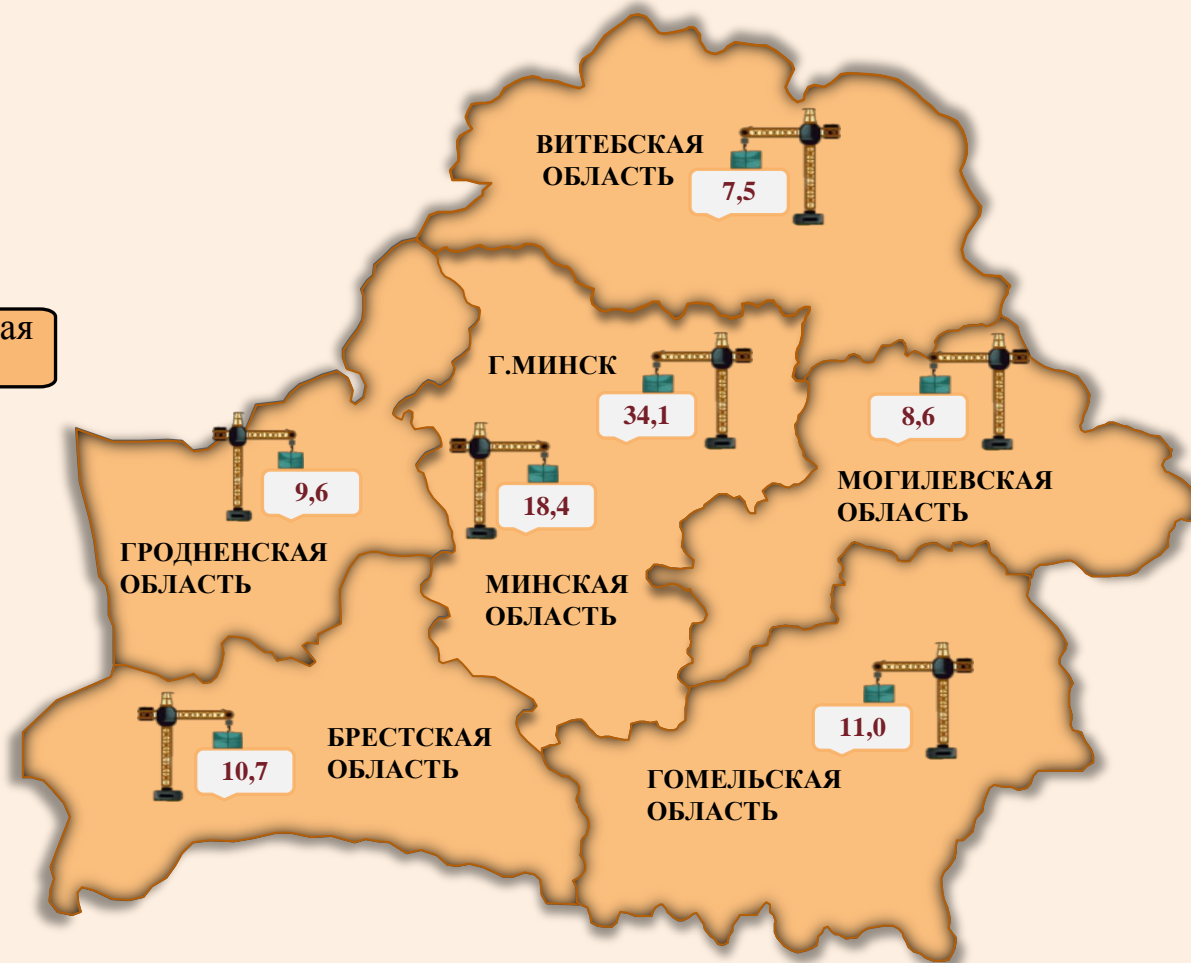 ВИТЕБСКАЯ
ОБЛАСТЬ
7,5
ая
Г.МИНСК
34,1
8,6
МОГИЛЕВСКАЯ
ОБЛАСТЬ
9,6
18,4
ГРОДНЕНСКАЯ
ОБЛАСТЬ
МИНСКАЯ
ОБЛАСТЬ
11,0
ГОМЕЛЬСКАЯ
ОБЛАСТЬ
БРЕСТСКАЯ
ОБЛАСТЬ
10,7